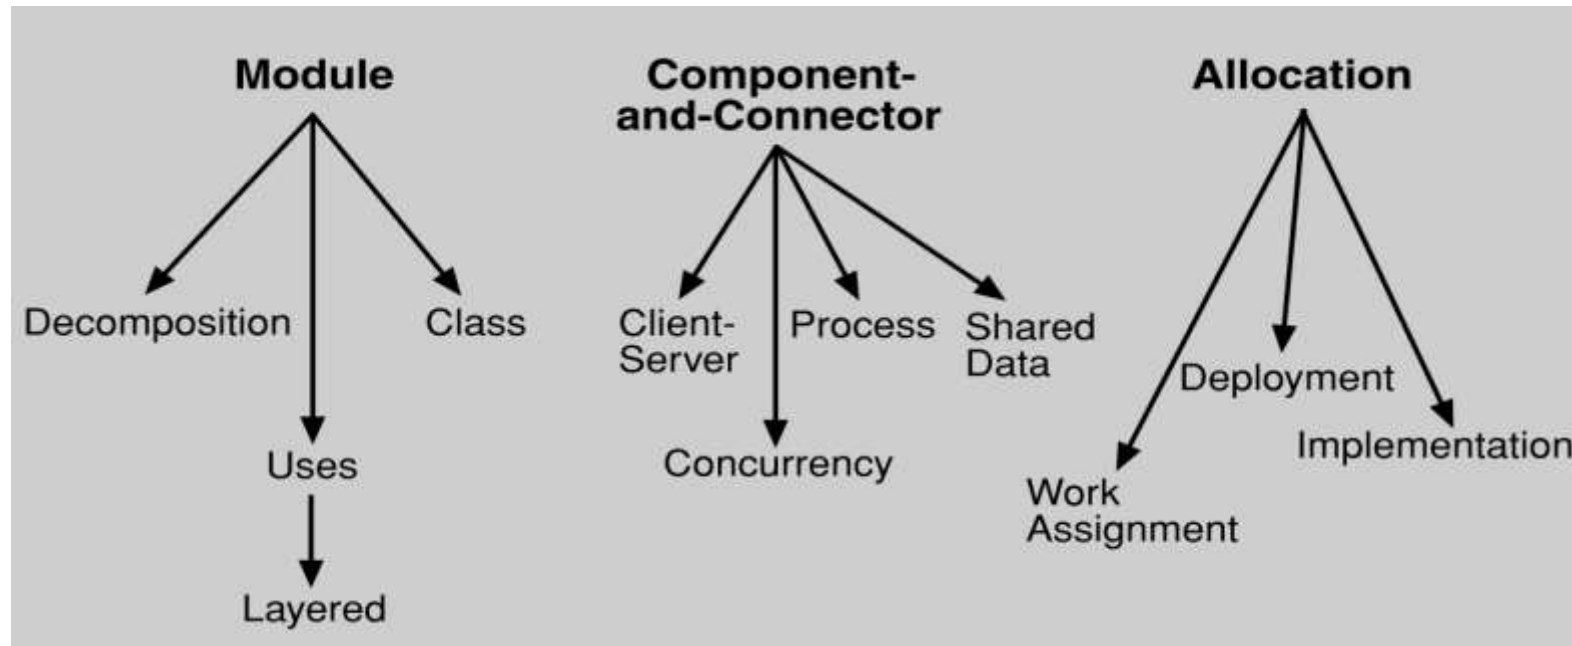 Module
Component-
and-Connector
Allocation
Decomposition
Class
Client-
Server
Process
Shared
Data
Deployment
Uses
Concurrency
Implementation
Work
Assignment
Layered